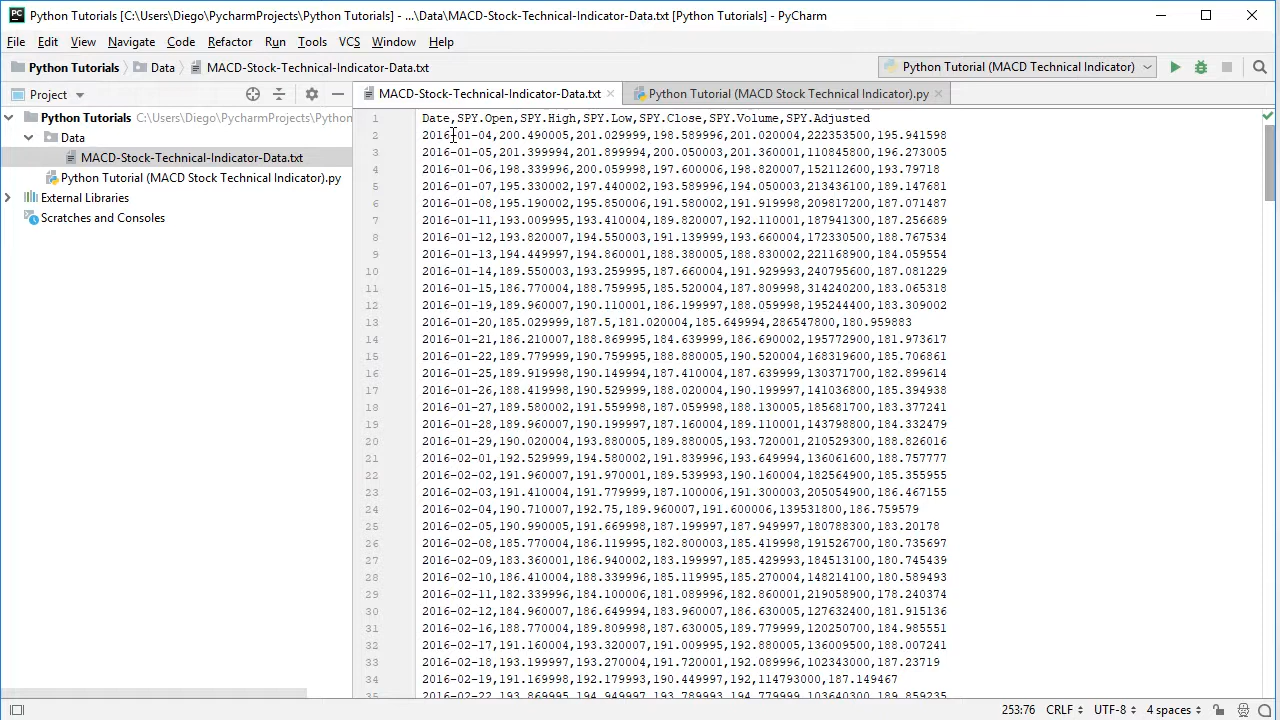 Python Tutorials [C:\Users\Diego\PycharmProjects\Python Tutorials] - ...\Data\MACD-Stock-Technical-Indicator-Data.txt [Python Tutorials] - PyCharm
File Edit View Navigate Code Refactor Run Tools VCS Window Help
Python Tutorials Data MACD-Stock-Technical-Indicator-Data.txt Python Tutorial (MACD Technical Indicator)
Project MACD-Stock-Technical-Indicator-Data.txt Python Tutorial (MACD Stock Technical Indicator).py
Python Tutorials C:\Users\Diego\Pycharm
Data
MACD-Stock-Technical-Indicator-Data.txt
Python Tutorial (MACD Stock Technical Indicator).py
External Libraries
Scratches and Consoles
1 Date,SPY.Open,SPY.High,SPY.Low,SPY.Close,SPY.Volume,SPY.Adjusted
2 2016-01-04,200.490005,201.029999,198.589996,201.020004,222353500,195.941598
3 2016-01-05,201.399994,201.899994,200.050003,201.360001,110845800,196.273005
4 2016-01-06,198.339996,200.059998,197.600006,198.820007,152112600,193.79718
5 2016-01-07,195.330002,197.440002,193.589996,194.050003,213436100,189.147681
6 2016-01-08,195.190002,195.850006,191.580002,191.919998,209817200,187.071487
7 2016-01-11,193.009995,193.410004,189.820007,192.110001,187941300,187.256689
8 2016-01-12,193.820007,194.550003,191.139999,193.660004,172330500,188.767534
9 2016-01-13,194.449997,194.860001,188.380005,188.830002,221168900,184.059554
10 2016-01-14,189.550003,193.259995,187.660004,191.929993,240795600,187.081229
11 2016-01-15,186.770004,188.759995,185.520004,187.809998,314240200,183.065318
12 2016-01-19,189.960007,190.110001,186.199997,188.059998,195244400,183.309002
13 2016-01-20,185.029999,187.5,181.020004,185.649994,286547800,180.959883
14 2016-01-21,186.210007,188.869995,184.639999,186.690002,195772900,181.973617
15 2016-01-22,189.779999,190.759995,188.880005,190.520004,168319600,185.706861
16 2016-01-25,189.919998,190.149994,187.410004,187.639999,130371700,182.899614
17 2016-01-26,188.419998,190.529999,188.020004,190.199997,141036800,185.394938
18 2016-01-27,189.580002,191.559998,187.059998,188.130005,185681700,183.377241
19 2016-01-28,189.960007,190.199997,187.160004,189.110001,143798800,184.332479
20 2016-01-29,190.020004,193.880005,189.880005,193.720001,210529300,188.826016
21 2016-02-01,192.529999,194.580002,191.839996,193.649994,136061600,188.757777
22 2016-02-02,191.960007,191.970001,189.539993,190.160004,182564900,185.355955
23 2016-02-03,191.410004,191.779999,187.100006,191.300003,205054900,186.467155
24 2016-02-04,190.710007,192.75,189.960007,191.600006,139531800,186.759579
25 2016-02-05,190.990005,191.669998,187.199997,187.949997,180788300,183.20178
26 2016-02-08,185.770004,186.119995,182.800003,185.419998,191526700,180.735697
27 2016-02-09,183.360001,186.940002,183.199997,185.429993,184513100,180.745439
28 2016-02-10,186.410004,188.339996,185.119995,185.270004,148214100,180.589493
29 2016-02-11,182.339996,184.100006,181.089996,182.860001,219058900,178.240374
30 2016-02-12,184.960007,186.649994,183.960007,186.630005,127632400,181.915136
31 2016-02-16,188.770004,189.809998,187.630005,189.779999,120250700,184.985551
32 2016-02-17,191.160004,193.320007,191.009995,192.880005,136009500,188.007241
33 2016-02-18,193.199997,193.270004,191.720001,192.089996,102343000,187.23719
34 2016-02-19,191.169998,192.179993,190.449997,192,114793000,187.149467
35 2016-02-22,193.869995,194.949997,193.789993,194.779999,103640300,189.859235
253:76 CRLF UTF-8 4 spaces